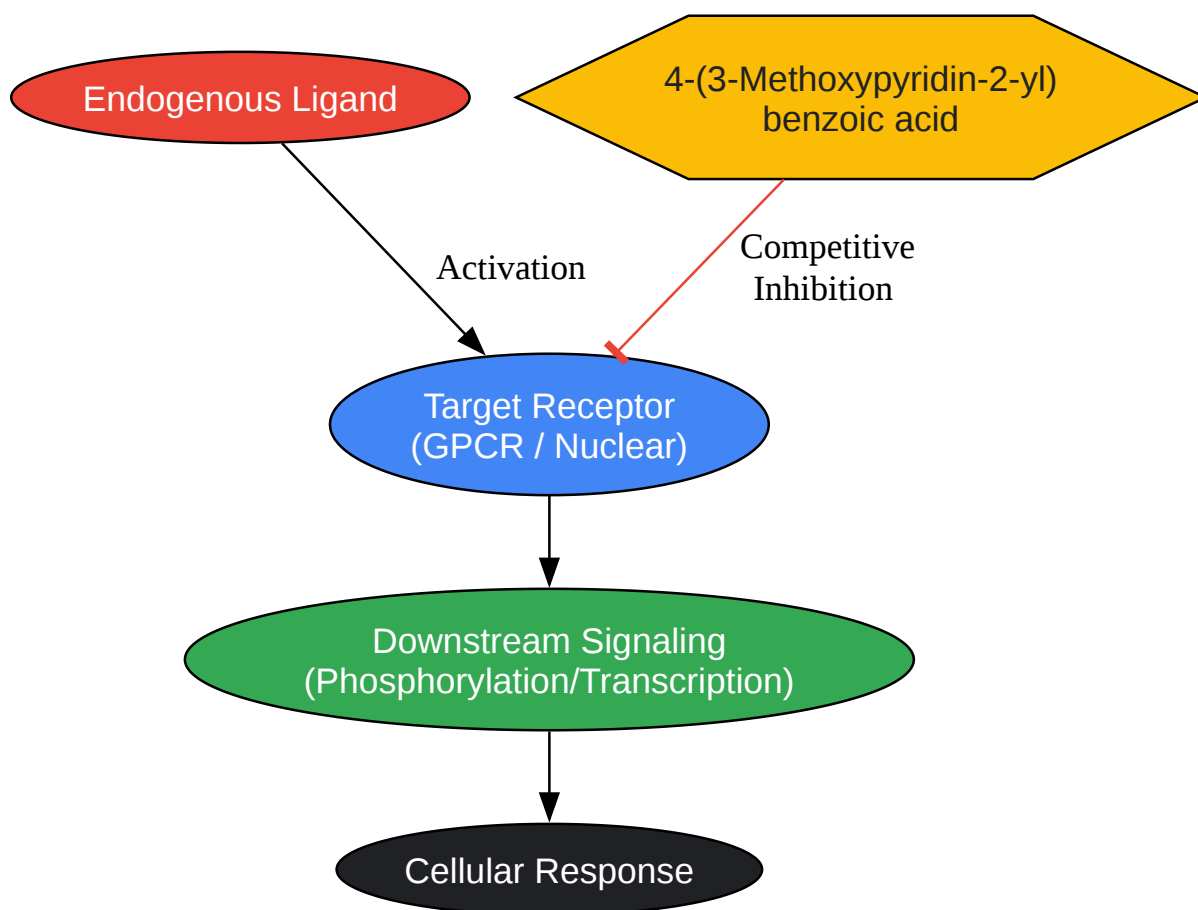 Endogenous Ligand
4-(3-Methoxypyridin-2-yl)
benzoic acid
Activation
Competitive
Inhibition
Target Receptor
(GPCR / Nuclear)
Downstream Signaling
(Phosphorylation/Transcription)
Cellular Response